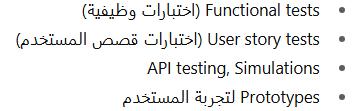 Functional tests (اختبارات وظيفية)
User story tests (اختبارات قصص المستخدم)
API testing, Simulations
Prototypes لتجربة المستخدم